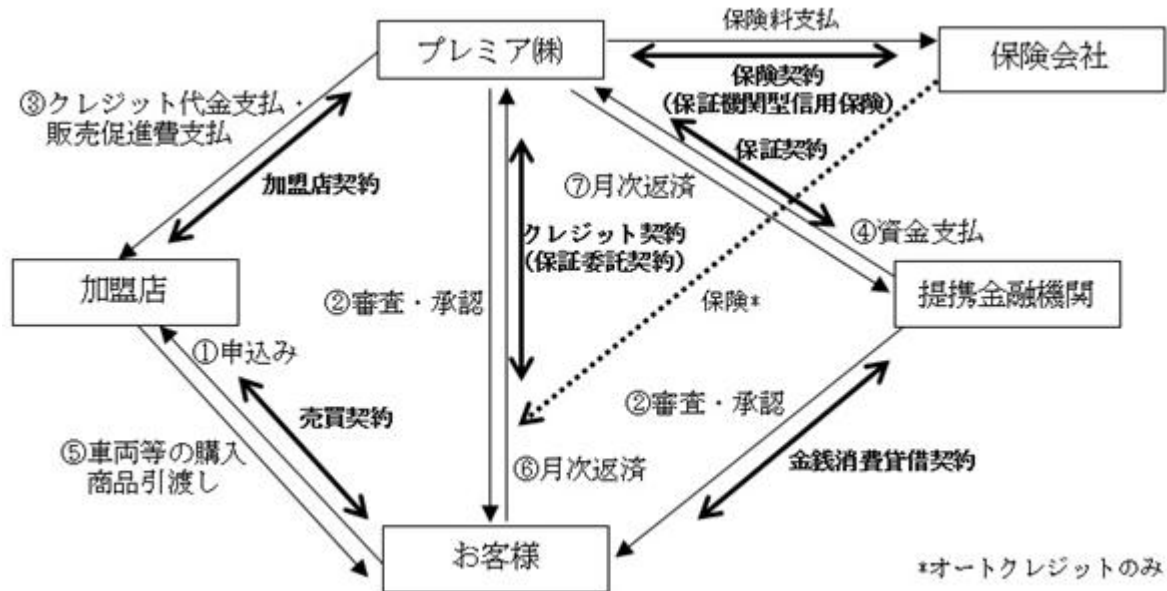 保険料支払
プレミア㈱
保険会社
保険契約
(保証機関型信用保険)
③クレジット代金支払・
販売促進費支払
保証契約
加盟店契約
⑦月次返済
④資金支払
クレジット契約
(保証委託契約)
加盟店
提携金融機関
②審査・承認
保険*
①申込み
②審査・承認
売買契約
⑤車両等の購入
商品引渡し
⑥月次返済
金銭消費貸借契約
お客様
*オートクレジットのみ